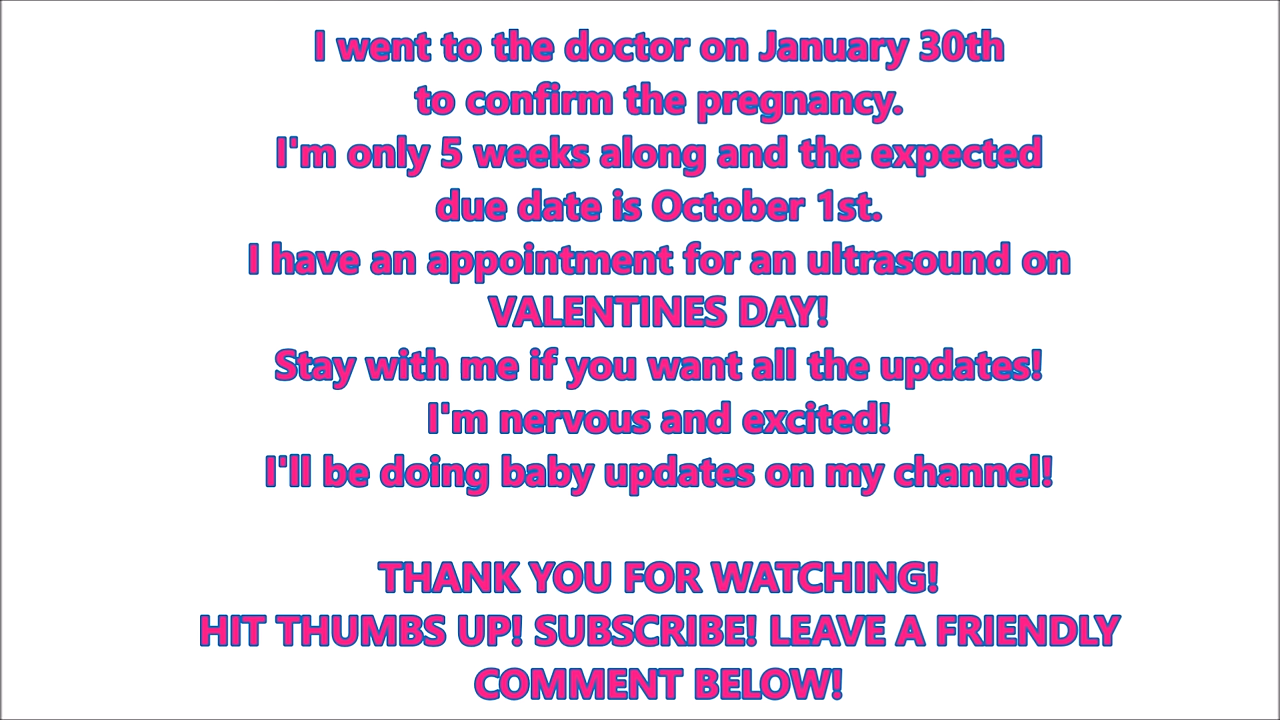 I went to the doctor on January 30th
to confirm the pregnancy.
I'm only 5 weeks along and the expected
due date is October 1st.
I have an appointment for an ultrasound on
VALENTINES DAY!
Stay with me if you want all the updates!
I'm nervous and excited!
I'll be doing baby updates on my channel!
THANK YOU FOR WATCHING!
HIT THUMBS UP! SUBSCRIBE! LEAVE A FRIENDLY
COMMENT BELOW!